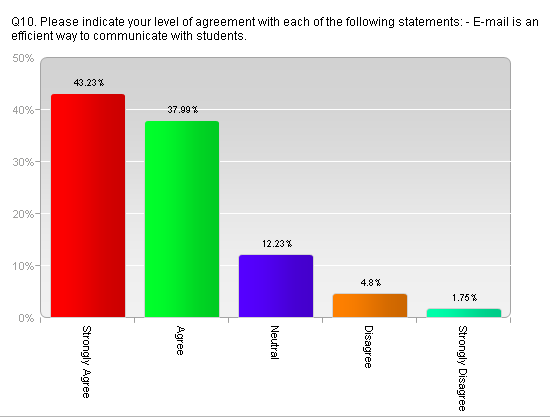 Q10. Please indicate your level of agreement with each of the following statements: - E-mail is an
efficient way to communicate with students.
50%
40%
30%
20%
10%
0%
43.23%
37.99%
12.23%
4.8%
1.75%
Strongly Agree
Agree
Neutral
Disagree
Strongly Disagree